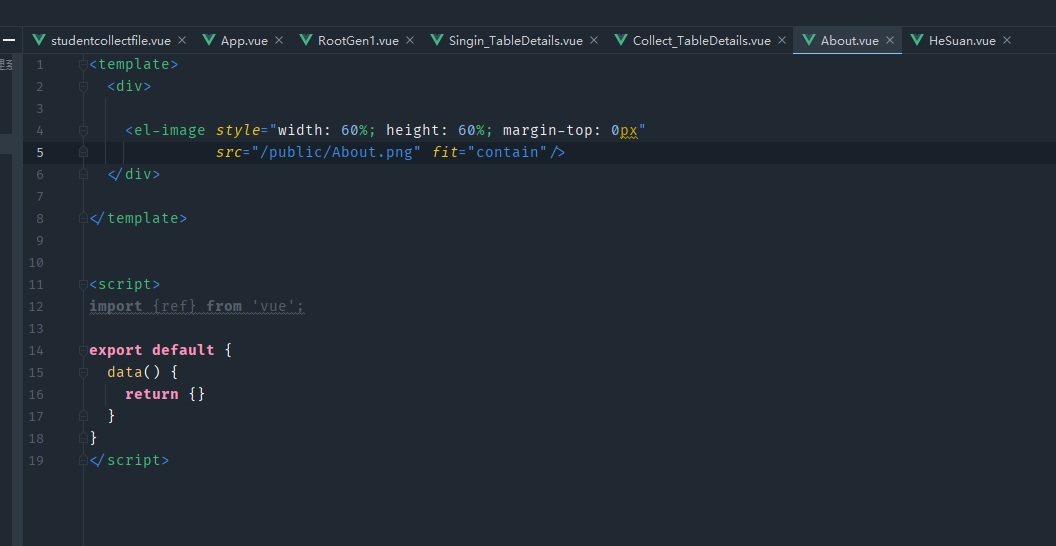 studentcollectfile.vue App.vue RootGen1.vue Singin_TableDetails.vue Collect_TableDetails.vue About.vue HeSuan.vue
1 <template>
2 <div>
3
4 <el-image style="width: 60%; height: 60%; margin-top: 0px"
5 src="/public/About.png" fit="contain"/>
6 </div>
7
8 </template>
9
10
11 <script>
12 import {ref} from 'vue';
13
14 export default {
15 data() {
16 return {}
17 }
18 }
19 </script>